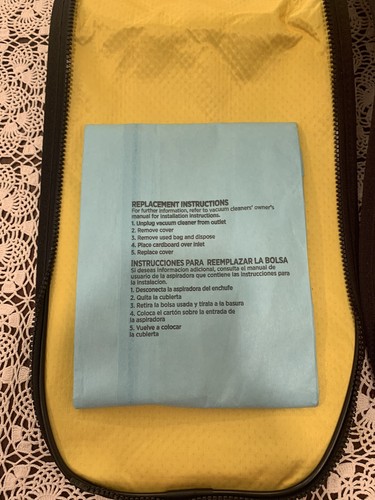 REPLACEMENT INSTRUCTIONS
For further information, refer to vacuum cleaners' owner's
manual for installation instructions.
1. Unplug vacuum cleaner from outlet
2. Remove cover
3. Remove used bag and dispose
4. Place cardboard over inlet
5. Replace cover
INSTRUCCIONES PARA REEMPLAZAR LA BOLSA
Si deseas informacion adicional, consulta el manual de
usuario de la aspiradora que contiene las instrucciones para
la instalacion.
1. Desconecta la aspiradora del enchufe
2. Quita la cubierta
3. Retira la bolsa usada y tirala a la basura
4. Coloca el cartón sobre la entrada de
la aspiradora
5. Vuelve a colocar
la cubierta